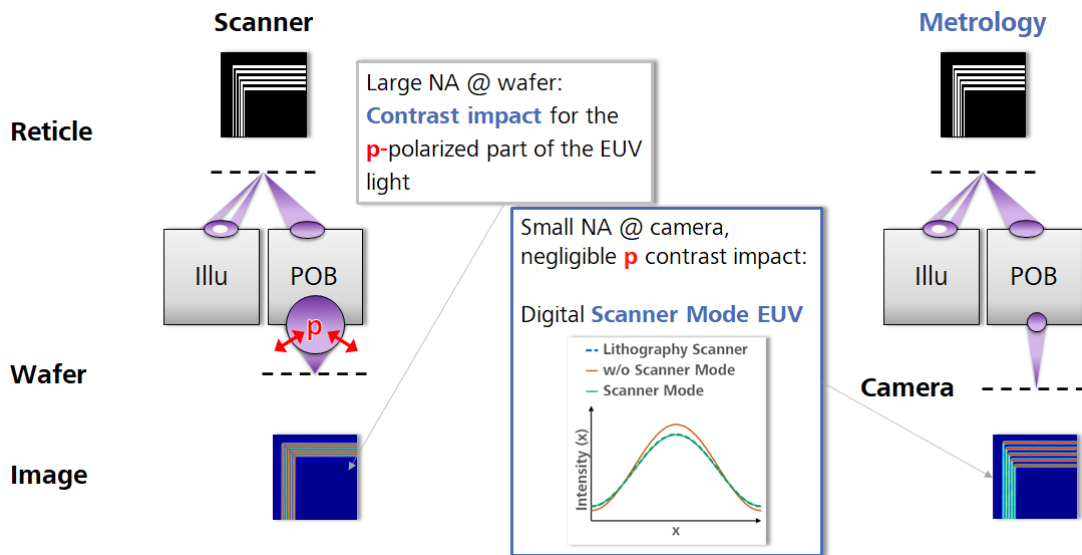 Scanner
Metrology
Reticle
Large NA @ wafer:
Contrast impact for the
p-polarized part of the EUV
light
Illu
POB
p
Wafer
Image
Small NA @ camera,
negligible p contrast impact:
Digital Scanner Mode EUV
Lithography Scanner
w/o Scanner Mode
Scanner Mode
Intensity (x)
x
Illu
POB
Camera